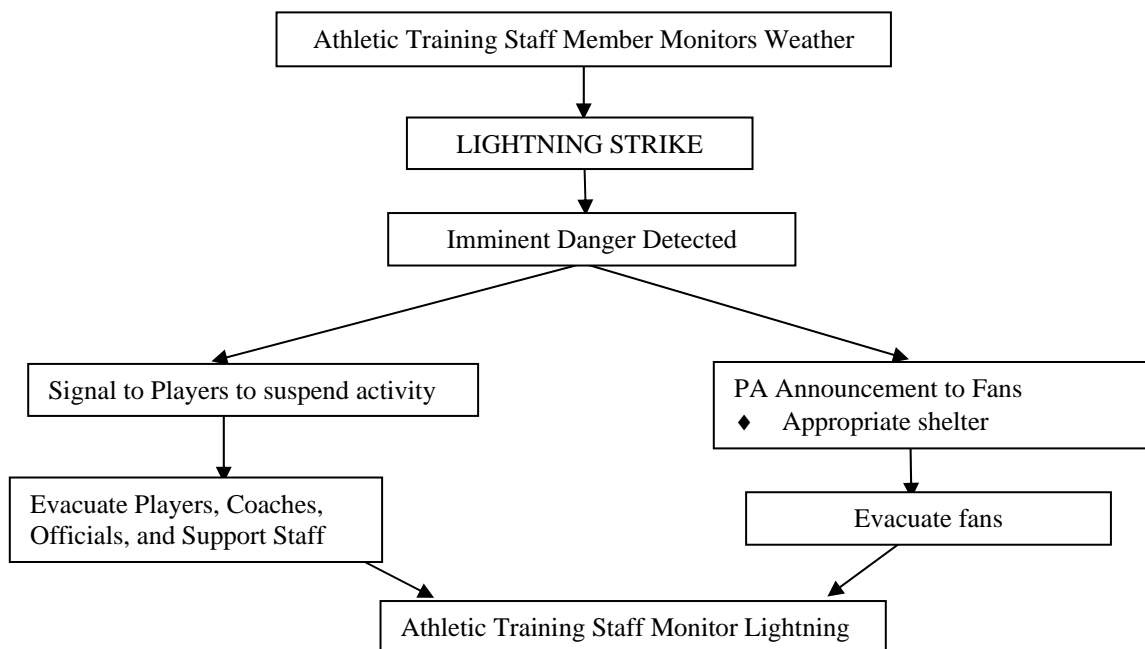 Athletic Training Staff Member Monitors Weather
LIGHTNING STRIKE
Imminent Danger Detected
Signal to Players to suspend activity
PA Announcement to Fans
♦ Appropriate shelter
Evacuate Players, Coaches,
Officials, and Support Staff
Evacuate fans
Athletic Training Staff Monitor Lightning